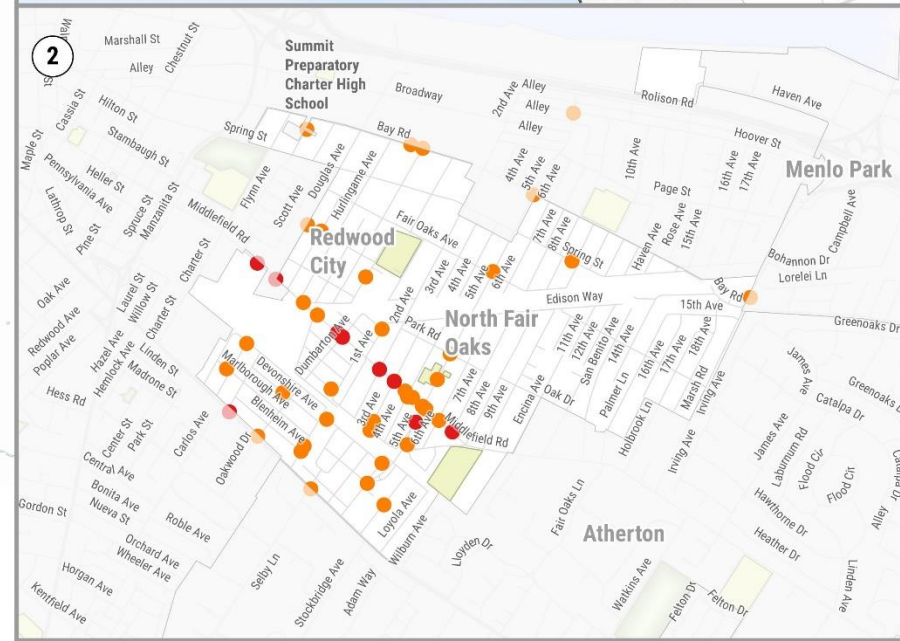 2
Wal
St
Marshall St
Alley
Chestnut St
Summit
Preparatory
Charter High
School
Broadway
2nd Ave
Alley
Alley
Alley
Rolison Rd
Haven Ave
Cassia St
Hilton St
Stambaugh St
Spring St
Bay Rd
Hoover St
Maple St
Heller St
Pennsylvania Ave
Flynn Ave
Douglas Ave
Hurlingame Ave
4th Ave
5th Ave
6th Ave
10th Ave
16th Ave
17th Ave
Menlo Park
Page St
Lathrop St
Spruce St
Manzanita St
Scott Ave
Pine St
Middlefield Rd
Fair Oaks Ave
7th Ave
8th Ave
Haven Ave
Rose Ave
15th Ave
Campbell Ave
Redwood
City
Spring St
Charter St
3rd Ave
4th Ave
5th Ave
6th Ave
Bohannon Dr
Lorelei Ln
Oak Ave
Laurel St
Willow St
Charter St
2nd Ave
Edison Way
Bay Rd
15th Ave
Redwood Ave
Poplar Ave
Hazel Ave
Hemlock Ave
Linden St
Madrone St
Dumbarton Ave
1st Ave
Park Rd
North Fair
Oaks
11th Ave
12th Ave
San Benito Ave
14th Ave
16th Ave
17th Ave
18th Ave
Greenoaks Dr
Hess Rd
Marlborough Ave
Devonshire Ave
Blenheim Ave
7th Ave
8th Ave
9th Ave
Encina Ave
Oak Dr
Palmer Ln
Holbrook Ln
Marsh Rd
Irving Ave
James Ave
Greenoaks D
Catalpa Dr
Center St
Park St
Carlos Ave
Oakwood Dr
3rd Ave
4th Ave
5th Ave
6th Ave
Middlefield Rd
Irving Ave
James Ave
Laburnum Rd
Flood Cir
Flood Cir
Central Ave
Bonita Ave
Nueva St
Gordon St
Roble Ave
Loyola Ave
Wilburn Ave
Fair Oaks Ln
Atherton
Hawthorne Dr
Heather Dr
Alley
Orchard Ave
Wheeler Ave
Horgan Ave
Kentfield Ave
Selby Ln
Stockbridge Ave
Adam Way
Lloyden Dr
Watkins Ave
Felton Dr
Felton Dr
Linden Ave